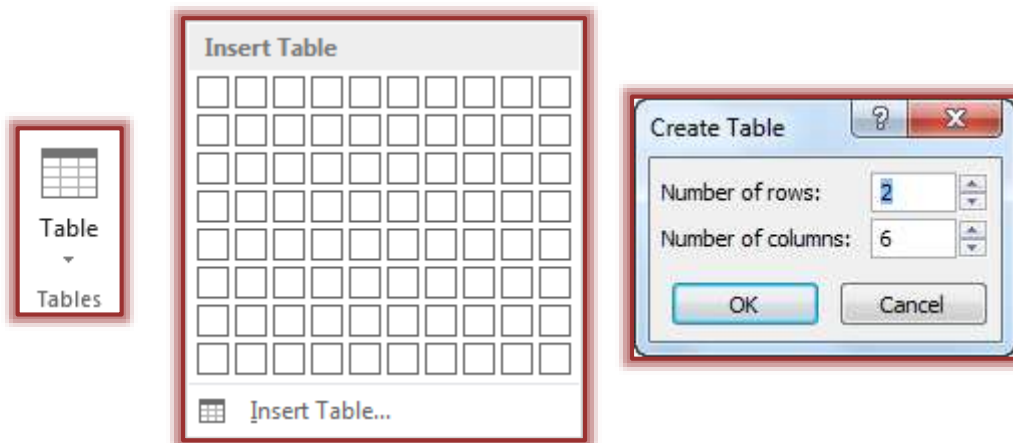 Table
Tables
Insert Table
Insert Table...
Create Table
?
X
Number of rows: 2
Number of columns: 6
OK Cancel